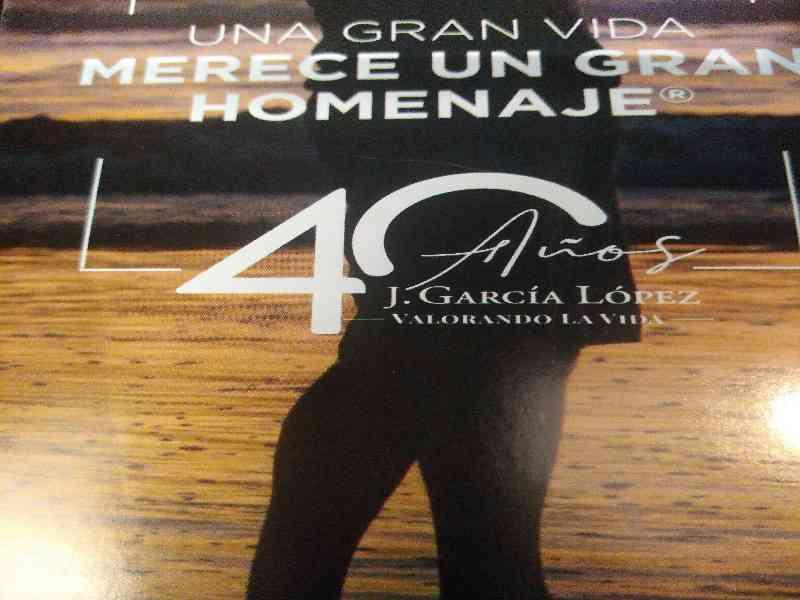 UNA GRAN VIDA
MERECE UN GRAN
HOMENAJE®
40 Años
J. GARCÍA LÓPEZ
VALORANDO LA VIDA